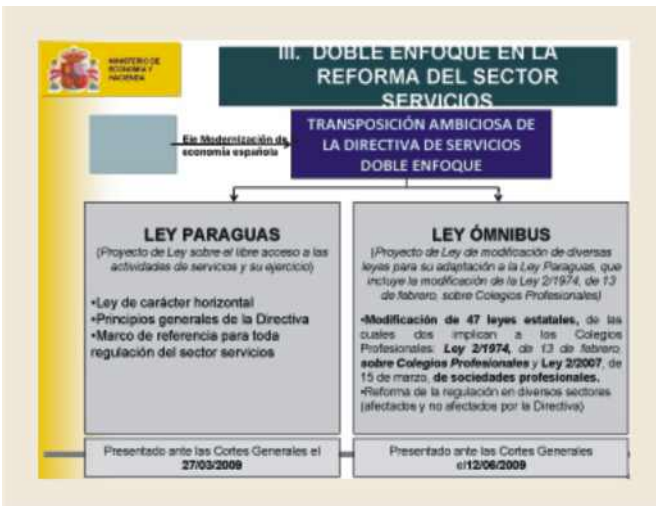 MINISTERIO DE
ECONOMÍA Y
HACIENDA
III. DOBLE ENFOQUE EN LA
REFORMA DEL SECTOR
SERVICIOS
Eje Modernización de
economía española
TRANSPOSICIÓN AMBICIOSA DE
LA DIRECTIVA DE SERVICIOS
DOBLE ENFOQUE
LEY PARAGUAS
(Proyecto de Ley sobre el libre acceso a las
actividades de servicios y su ejercicio)
•Ley de carácter horizontal
•Principios generales de la Directiva
•Marco de referencia para toda
regulación del sector servicios
Presentado ante las Cortes Generales el
27/03/2009
LEY ÓMNIBUS
(Proyecto de Ley de modificación de diversas
leyes para su adaptación a la Ley Paraguas, que
incluye la modificación de la Ley 2/1974, de 13
de febrero, sobre Colegios Profesionales)
•Modificación de 47 leyes estatales, de las
cuales dos implican a los Colegios
Profesionales: Ley 2/1974, de 13 de febrero,
sobre Colegios Profesionales y Ley 2/2007, de
15 de marzo, de sociedades profesionales.
•Reforma de la regulación en diversos sectores
(afectados y no afectados por la Directiva)
Presentado ante las Cortes Generales
el12/06/2009